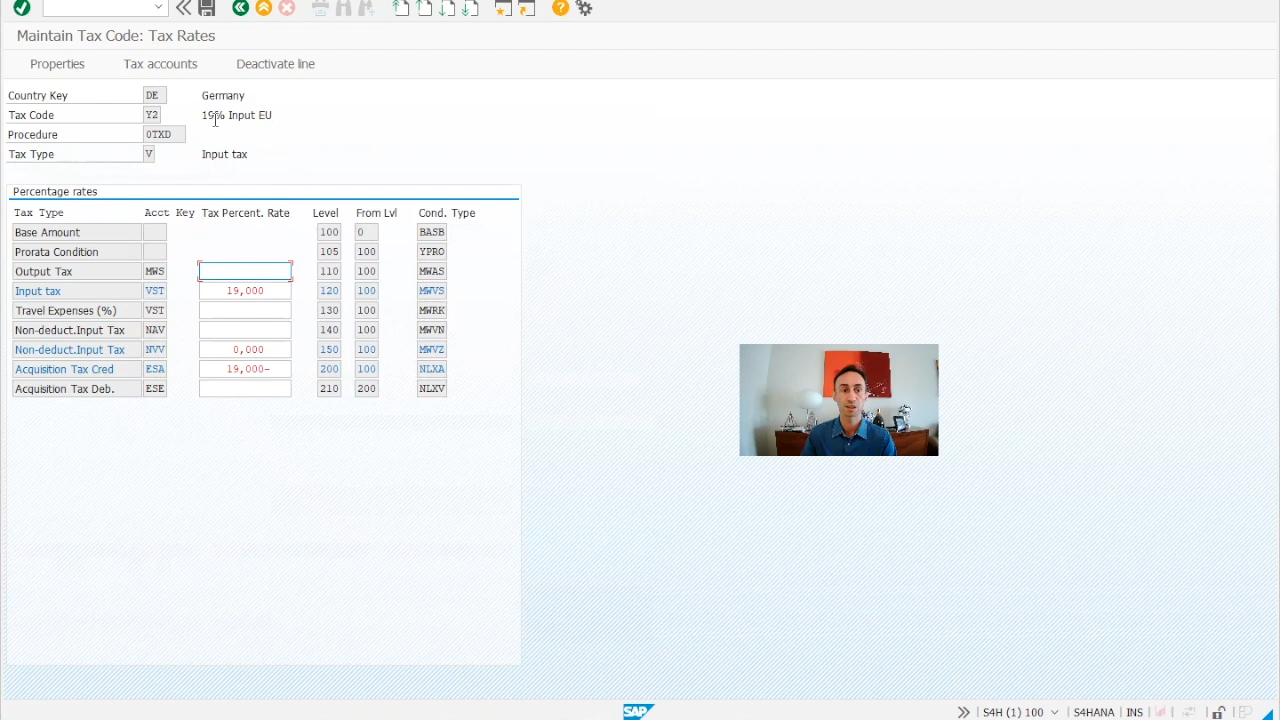 Maintain Tax Code: Tax Rates
Properties Tax accounts Deactivate line
Country Key DE Germany
Tax Code Y2 19% Input EU
Procedure 0TXD
Tax Type V Input tax
Percentage rates
Tax Type Acct Key Tax Percent. Rate Level From Lvl Cond. Type
Base Amount 100 0 BASB
Prorata Condition 105 100 YPRO
Output Tax MWS 110 100 MWAS
Input tax VST 19,000 120 100 MWVS
Travel Expenses (%) VST 130 100 MWRK
Non-deduct.Input Tax NAV 140 100 MWVN
Non-deduct.Input Tax NVV 0,000 150 100 MWVZ
Acquisition Tax Cred ESA 19,000- 200 100 NLXA
Acquisition Tax Deb. ESE 210 200 NLXV
SAP S4H (1) 100 S4HANA INS